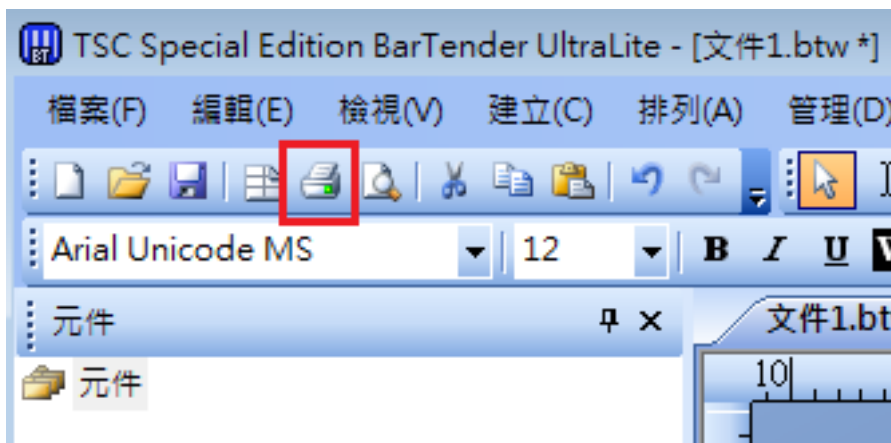 TSC Special Edition BarTender UltraLite - [文件1.btw *]
檔案(F) 編輯(E) 檢視(V) 建立(C) 排列(A) 管理(D)
Arial Unicode MS 12 B I U
元件 文件1.bt
元件 10